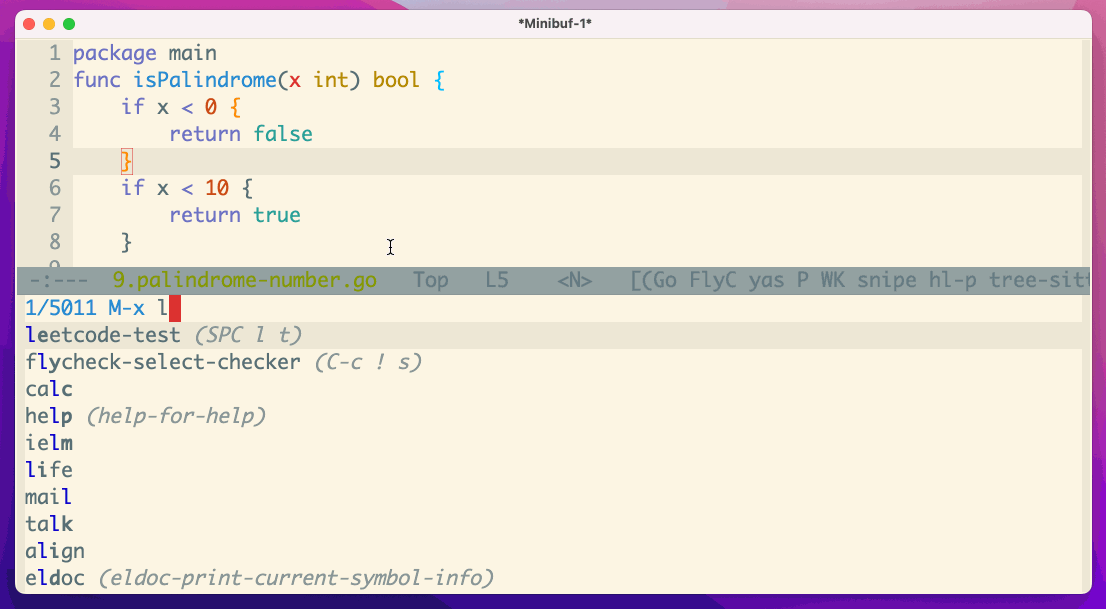 *Minibuf-1*
1 package main
2 func isPalindrome(x int) bool {
3     if x < 0 {
4         return false
5     }
6     if x < 10 {
7         return true
8     }
-:---  9.palindrome-number.go   Top   L5    <N>   [(Go FlyC yas P WK snipe hl-p tree-sitt
1/5011 M-x l
leetcode-test (SPC l t)
flycheck-select-checker (C-c ! s)
calc
help (help-for-help)
ielm
life
mail
talk
align
eldoc (eldoc-print-current-symbol-info)